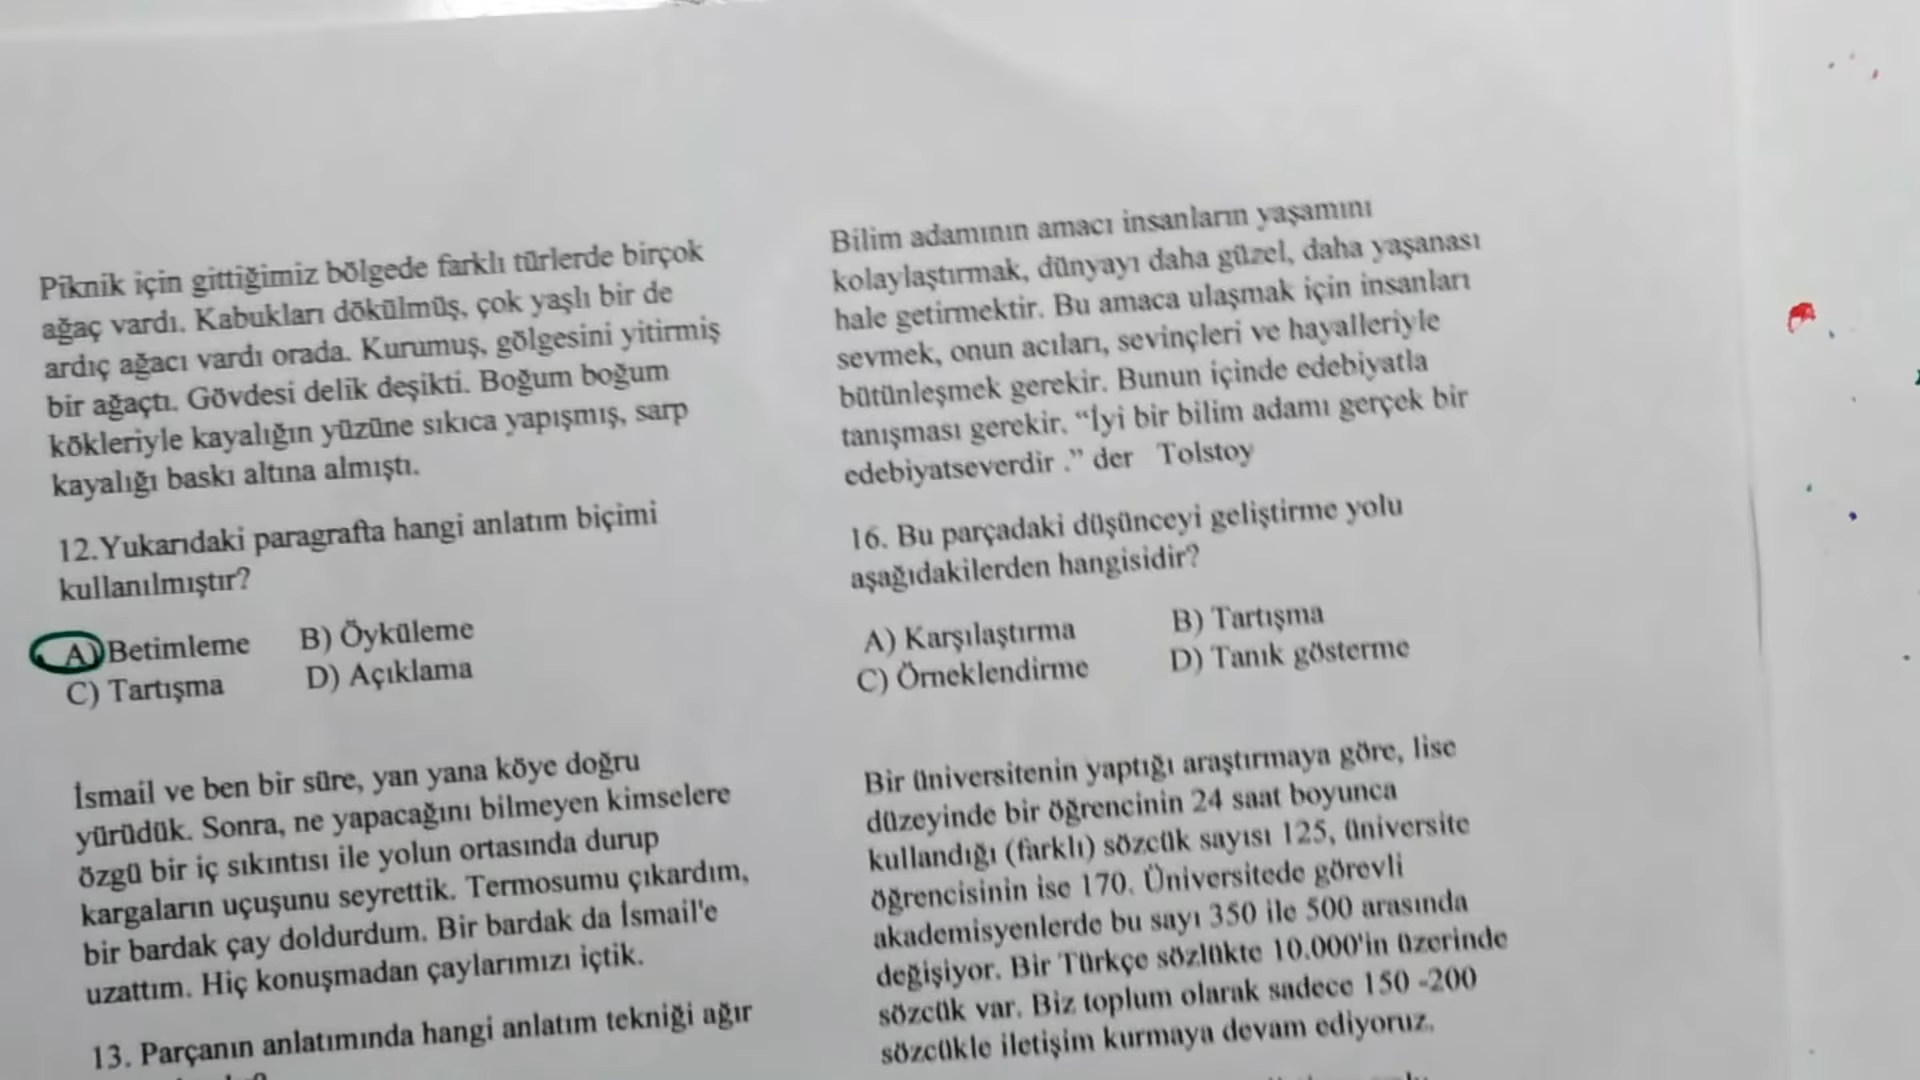 Piknik için gittiğimiz bölgede farklı türlerde birçok
ağaç vardı. Kabukları dökülmüş, çok yaşlı bir de
ardıç ağacı vardı orada. Kurumuş, gölgesini yitirmiş
bir ağaçtı. Gövdesi delik deşikti. Boğum boğum
kökleriyle kayalığın yüzüne sıkıca yapışmış, sarp
kayalığı baskı altına almıştı.
12.Yukarıdaki paragrafta hangi anlatım biçimi
kullanılmıştır?
A) Betimleme B) Öyküleme
C) Tartışma D) Açıklama
İsmail ve ben bir süre, yan yana köye doğru
yürüdük. Sonra, ne yapacağını bilmeyen kimselere
özgü bir iç sıkıntısı ile yolun ortasında durup
kargaların uçuşunu seyrettik. Termosumu çıkardım,
bir bardak çay doldurdum. Bir bardak da İsmail'e
uzattım. Hiç konuşmadan çaylarımızı içtik.
13. Parçanın anlatımında hangi anlatım tekniği ağır
Bilim adamının amacı insanların yaşamını
kolaylaştırmak, dünyayı daha güzel, daha yaşanası
hale getirmektir. Bu amaca ulaşmak için insanları
sevmek, onun acıları, sevinçleri ve hayalleriyle
bütünleşmek gerekir. Bunun içinde edebiyatla
tanışması gerekir. “İyi bir bilim adamı gerçek bir
edebiyatseverdir .” der Tolstoy
16. Bu parçadaki düşünceyi geliştirme yolu
aşağıdakilerden hangisidir?
A) Karşılaştırma B) Tartışma
C) Örneklendirme D) Tanık gösterme
Bir üniversitenin yaptığı araştırmaya göre, lise
düzeyinde bir öğrencinin 24 saat boyunca
kullandığı (farklı) sözcük sayısı 125, üniversite
öğrencisinin ise 170. Üniversitede görevli
akademisyenlerde bu sayı 350 ile 500 arasında
değişiyor. Bir Türkçe sözlükte 10.000'in üzerinde
sözcük var. Biz toplum olarak sadece 150 -200
sözcükle iletişim kurmaya devam ediyoruz.